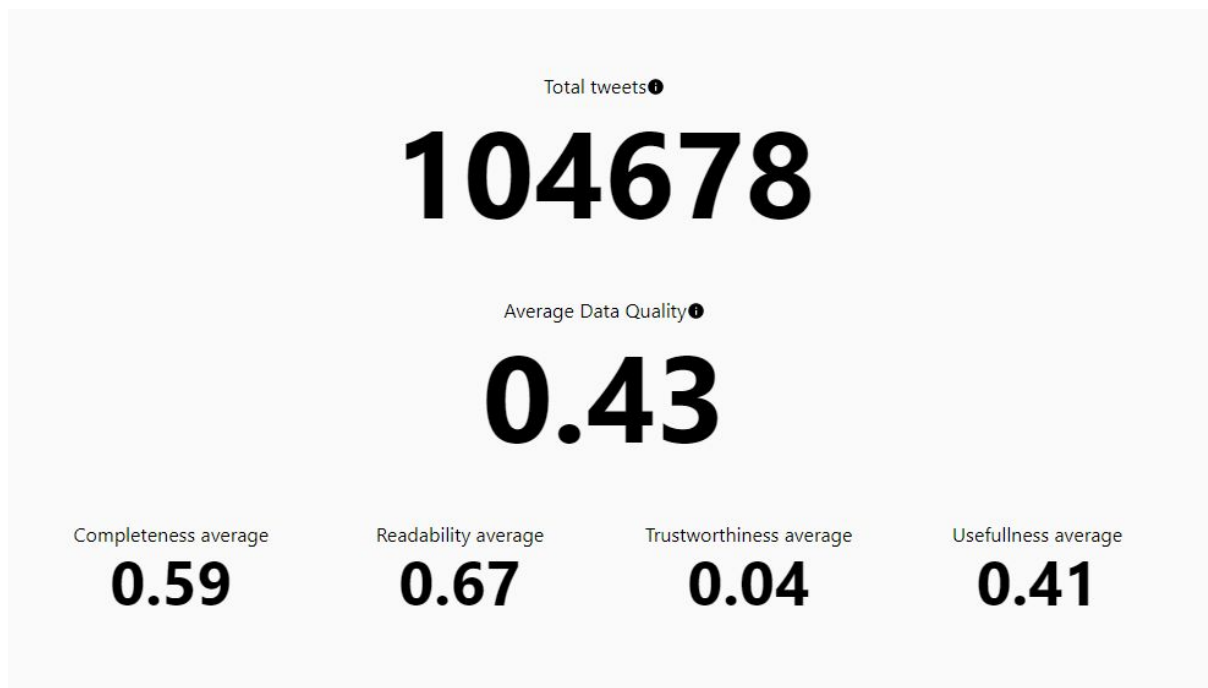 Total tweets
104678
Average Data Quality
0.43
Completeness average Readability average Trustworthiness average Usefullness average
0.59 0.67 0.04 0.41